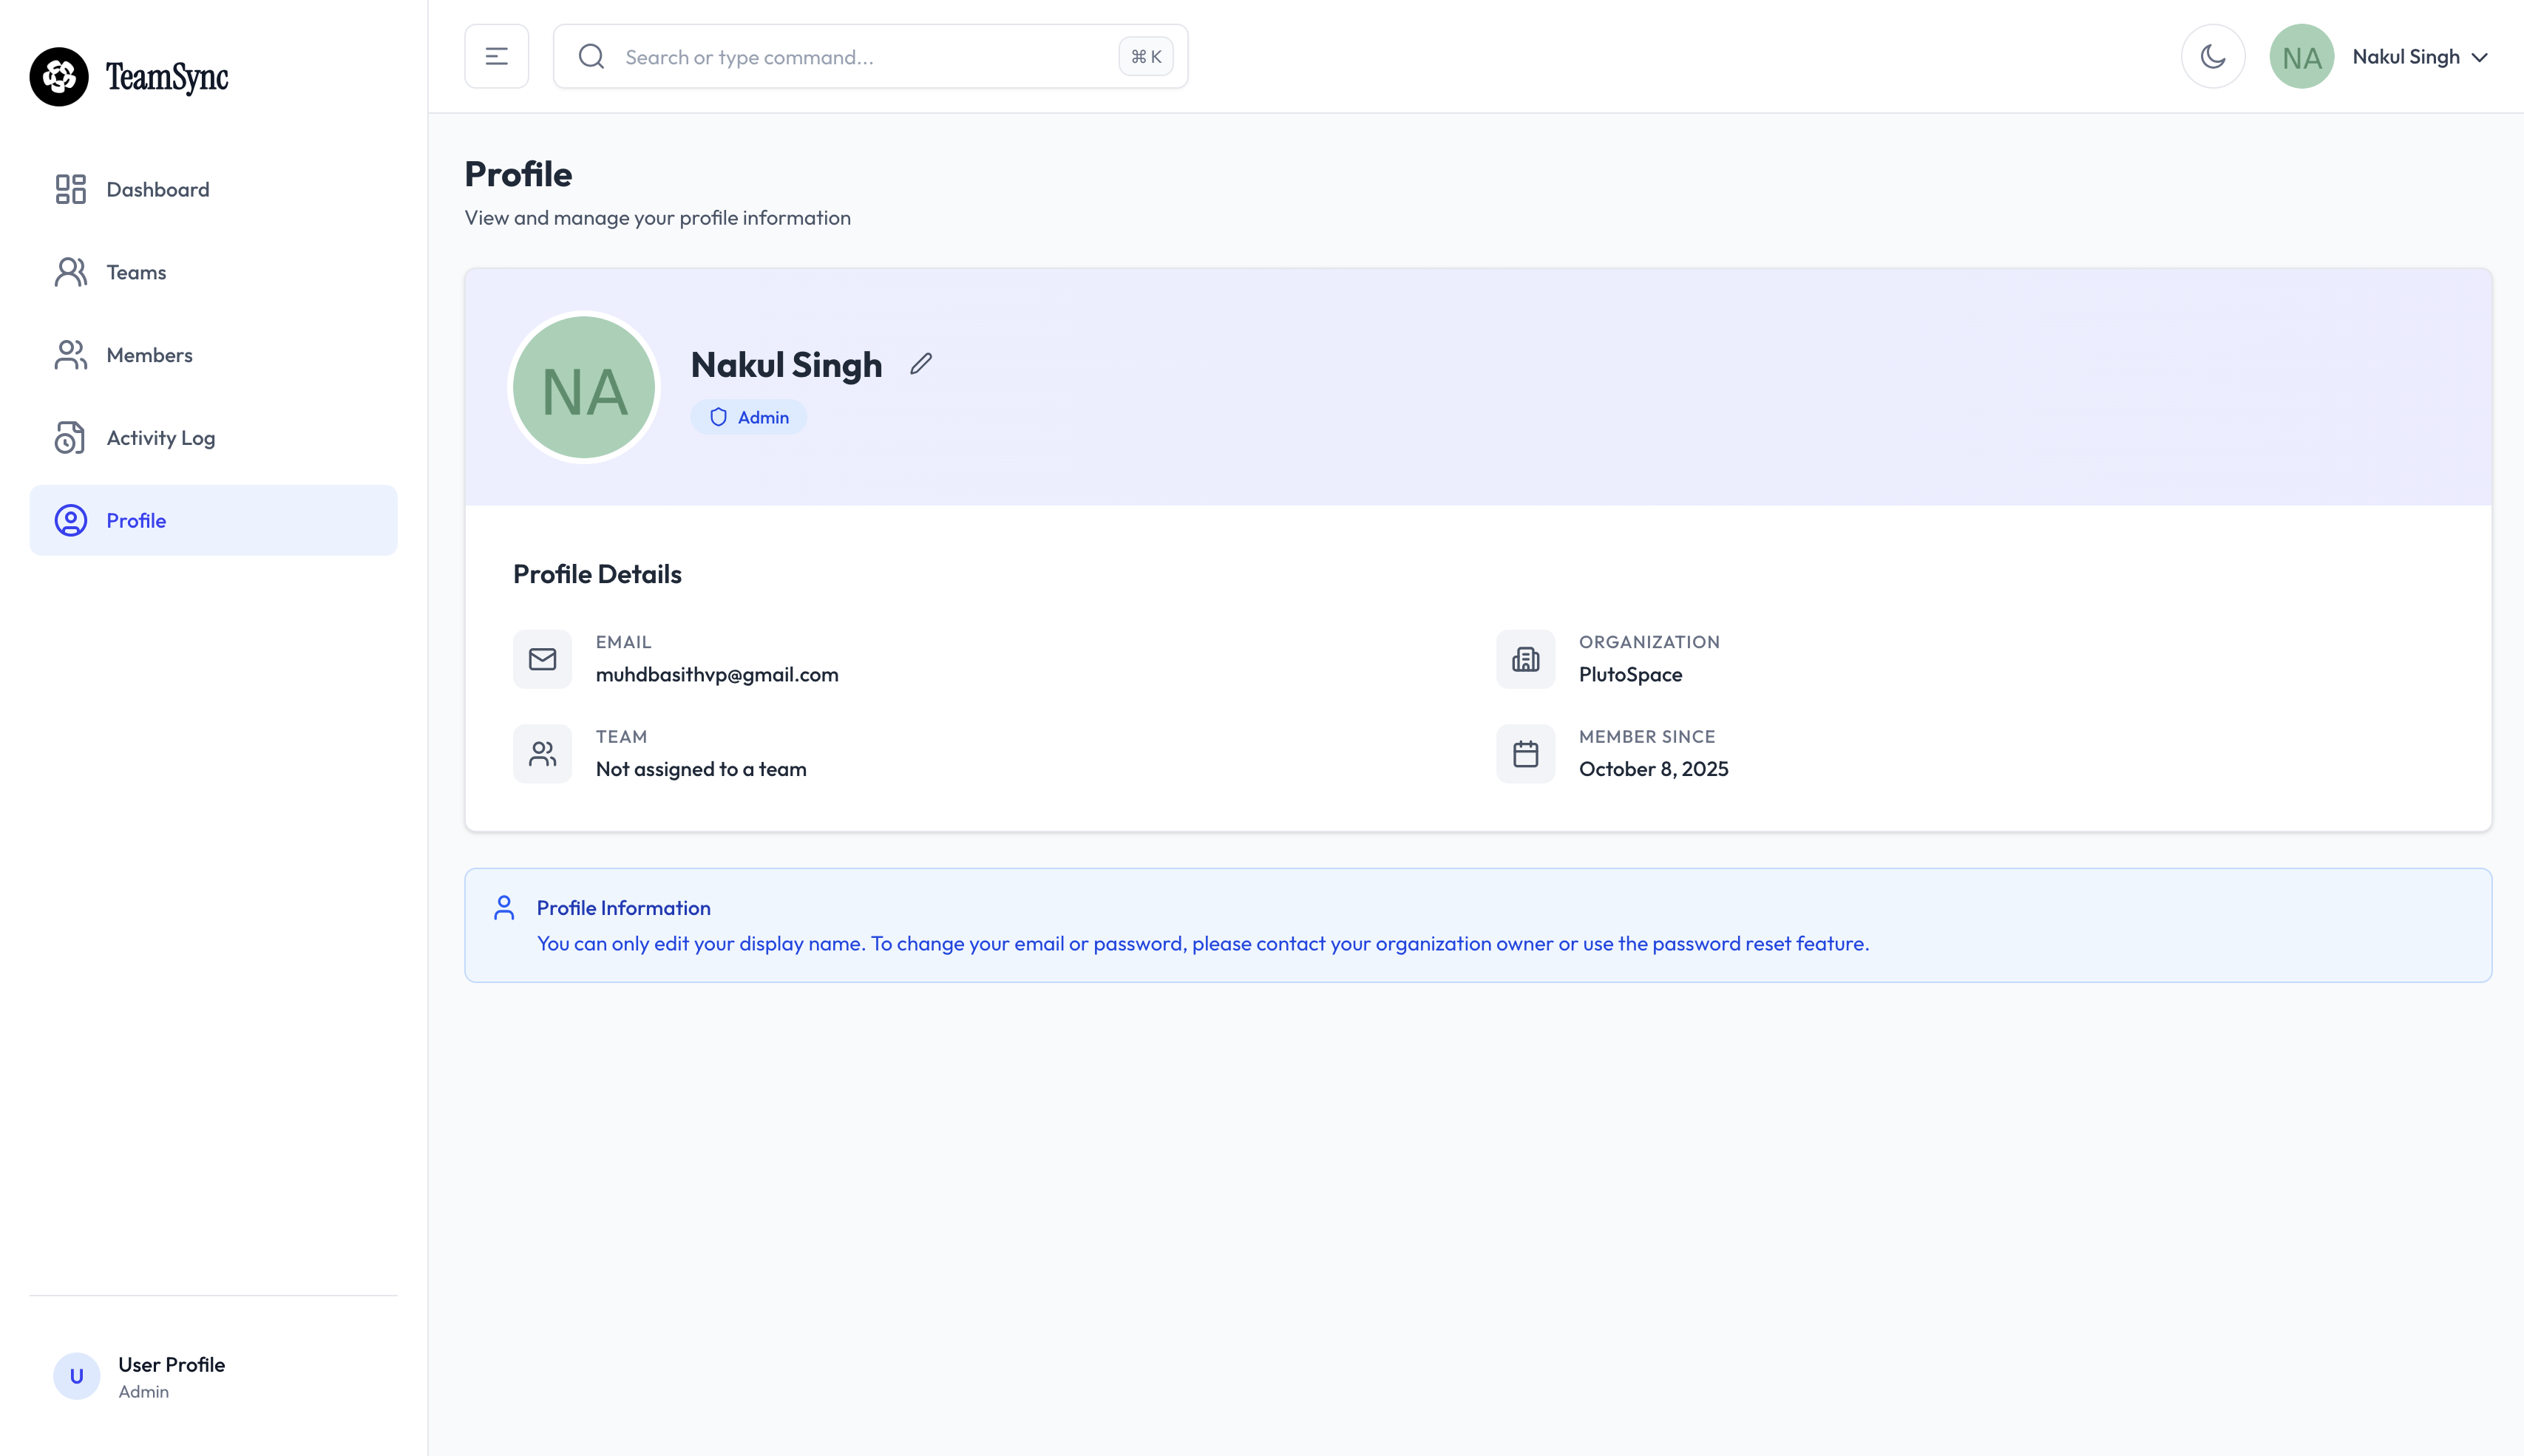 TeamSync
Dashboard
Teams
Members
Activity Log
Profile
User Profile
Admin
Search or type command...
⌘ K
NA
Nakul Singh
Profile
View and manage your profile information
NA
Nakul Singh
Admin
Profile Details
EMAIL
muhdbasithvp@gmail.com
ORGANIZATION
PlutoSpace
TEAM
Not assigned to a team
MEMBER SINCE
October 8, 2025
Profile Information
You can only edit your display name. To change your email or password, please contact your organization owner or use the password reset feature.
U